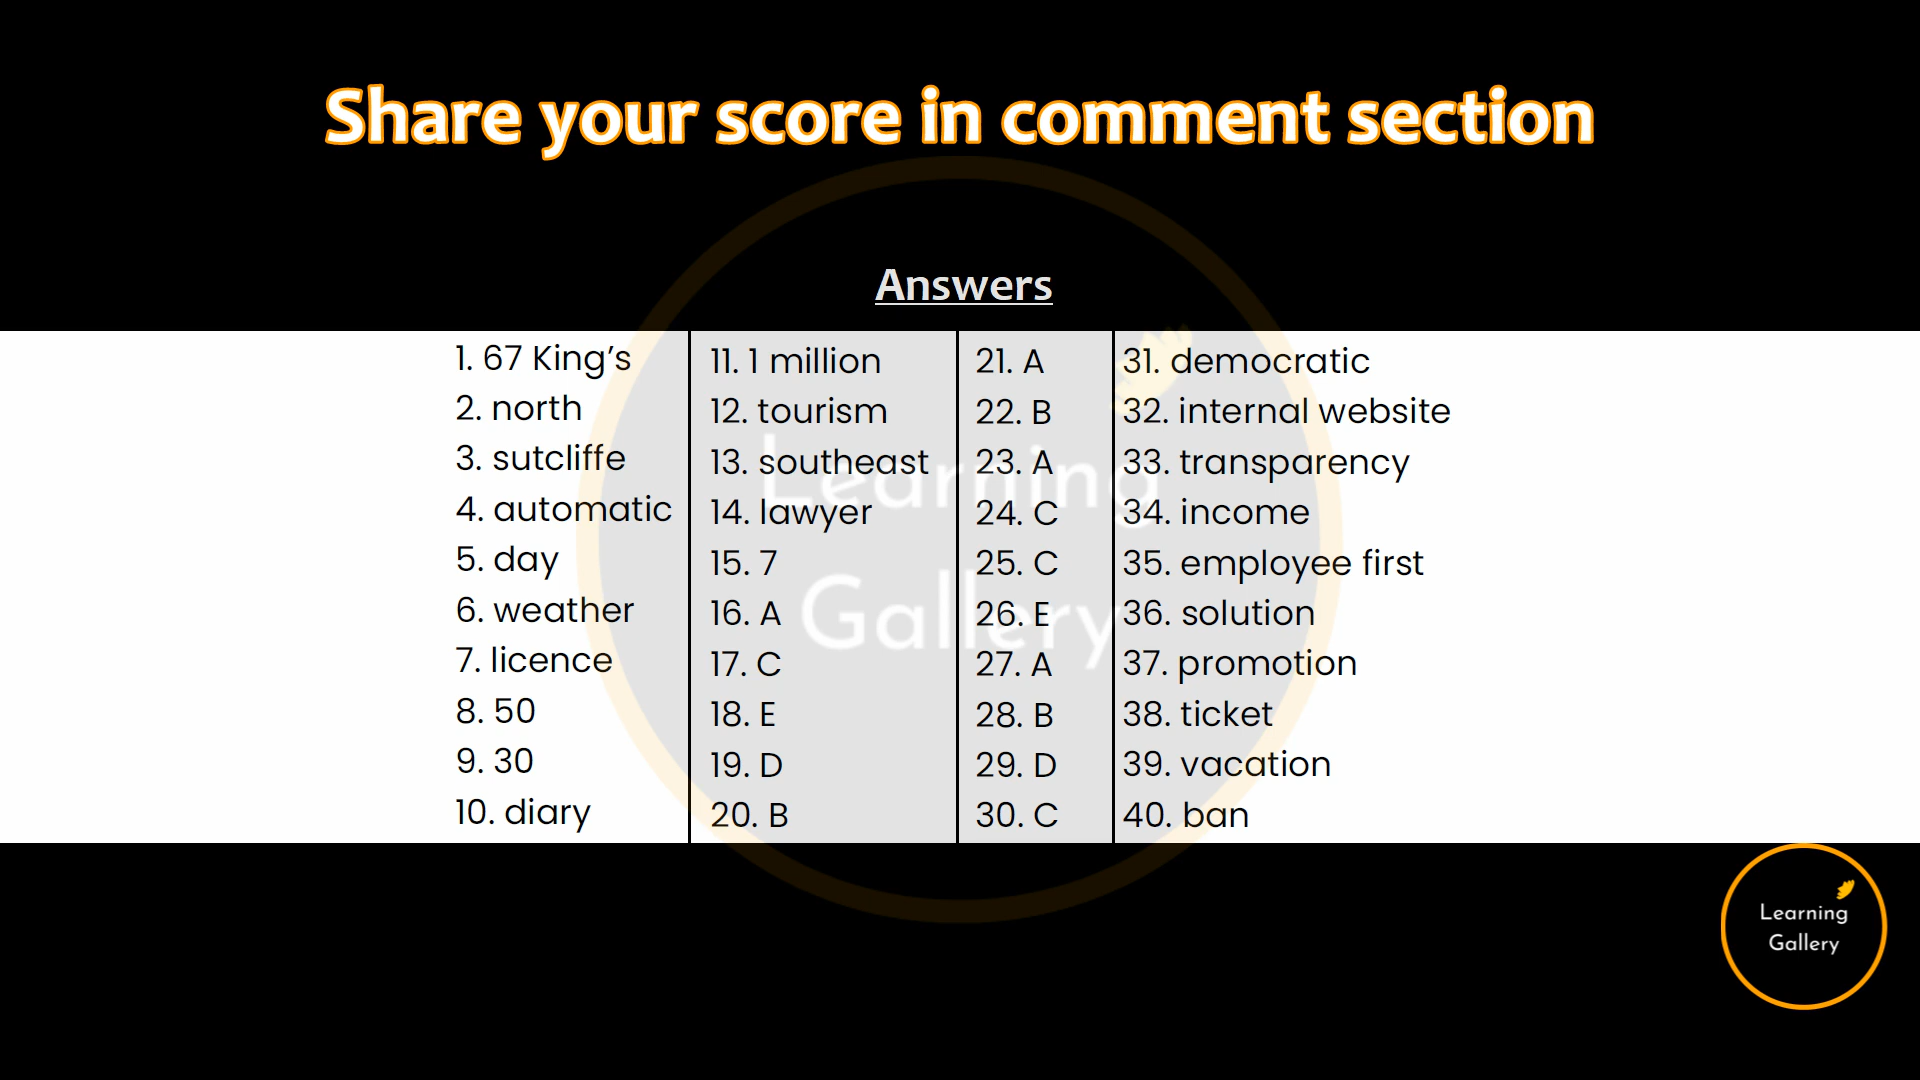 Share your score in comment section
Answers
1. 67 King’s
2. north
3. sutcliffe
4. automatic
5. day
6. weather
7. licence
8. 50
9. 30
10. diary
11. 1 million
12. tourism
13. southeast
14. lawyer
15. 7
16. A
17. C
18. E
19. D
20. B
21. A
22. B
23. A
24. C
25. C
26. E
27. A
28. B
29. D
30. C
31. democratic
32. internal website
33. transparency
34. income
35. employee first
36. solution
37. promotion
38. ticket
39. vacation
40. ban
Learning
Gallery
Learning
Gallery